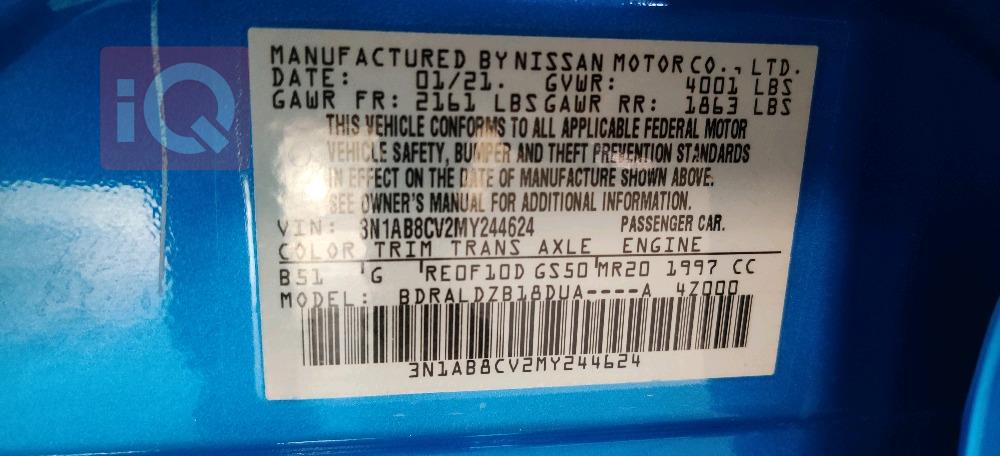 iQ
MANUFACTURED BY NISSAN MOTOR CO., LTD.
DATE: 01/21. GVWR: 4001 LBS
GAWR FR: 2161 LBS GAWR RR: 1863 LBS
THIS VEHICLE CONFORMS TO ALL APPLICABLE FEDERAL MOTOR
VEHICLE SAFETY, BUMPER AND THEFT PREVENTION STANDARDS
IN EFFECT ON THE DATE OF MANUFACTURE SHOWN ABOVE.
SEE OWNER'S MANUAL FOR ADDITIONAL INFORMATION.
VIN: 3N1AB8CV2MY244624 PASSENGER CAR.
COLOR TRIM TRANS AXLE ENGINE
B51 G RE0F10D GS50 MR20 1997 CC
MODEL: BDRALDZB18DUA----A 4Z000
3N1AB8CV2MY244624